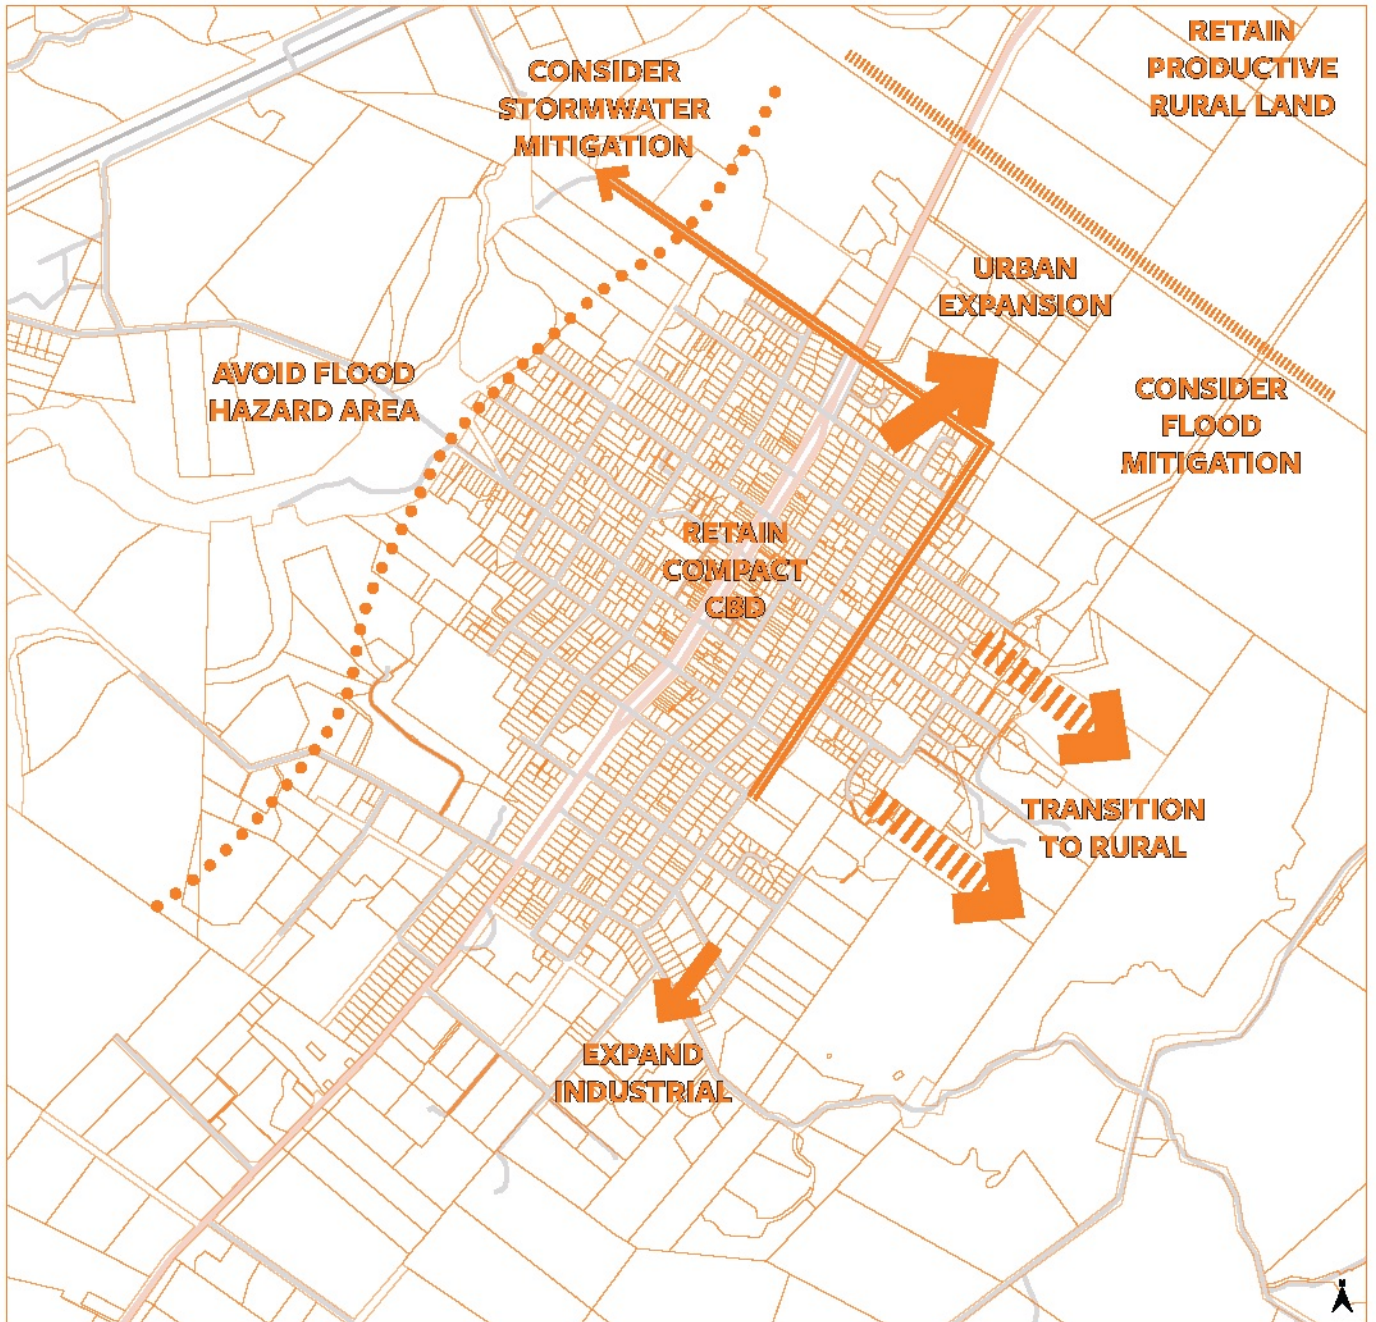 RETAIN
PRODUCTIVE
RURAL LAND
CONSIDER
STORMWATER
MITIGATION
URBAN
EXPANSION
AVOID FLOOD
HAZARD AREA
CONSIDER
FLOOD
MITIGATION
RETAIN
COMPACT
CBD
TRANSITION
TO RURAL
EXPAND
INDUSTRIAL